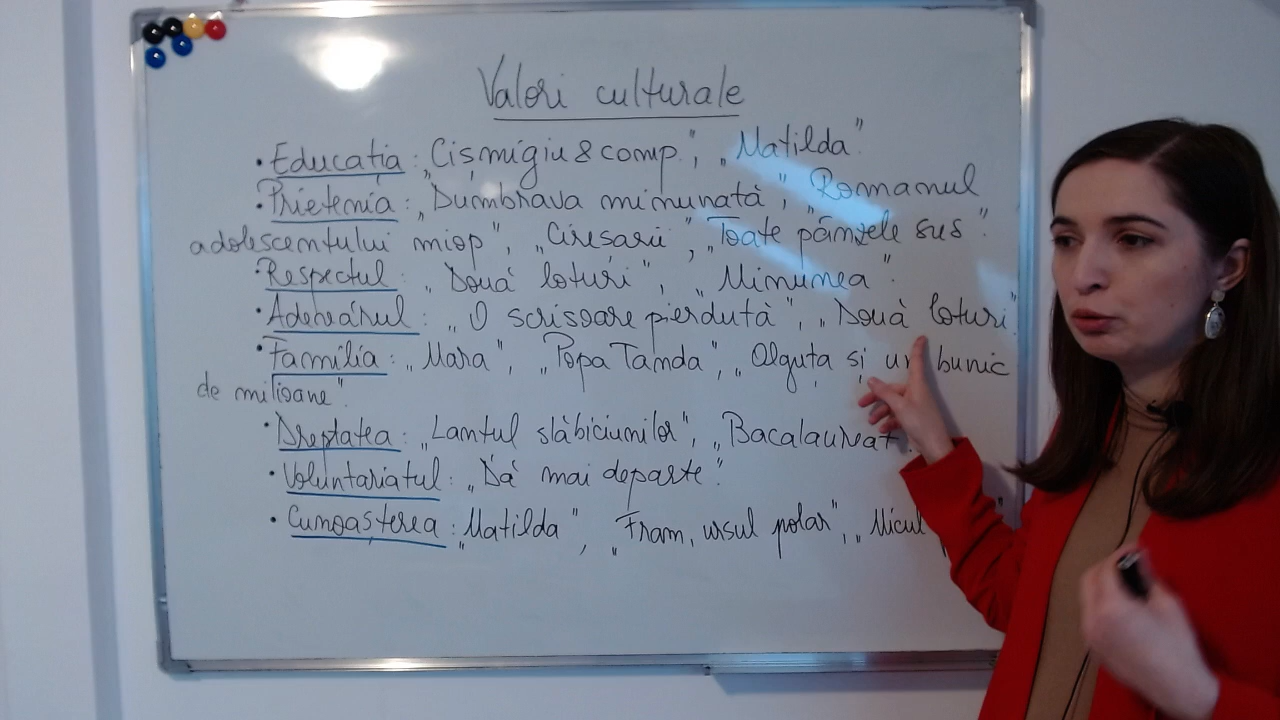 Valori culturale
• Educația : „Cișmigiu & comp.”, „Matilda”.
• Prietenia : „Dumbrava minunată”, „Romanul
adolescentului miop”, „Cireșarii”, „Toate pânzele sus”.
• Respectul : „Două loturi”, „Minunea”.
• Adevărul : „O scrisoare pierdută”, „Două loturi”
• Familia : „Mara”, „Popa Tanda”, „Olguța și un bunic
de milioane”.
• Dreptatea : „Lanțul slăbiciunilor”, „Bacalaureat”.
• Voluntariatul : „Dă mai departe”.
• Cunoașterea : „Matilda”, „Fram, ursul polar”, „Micul